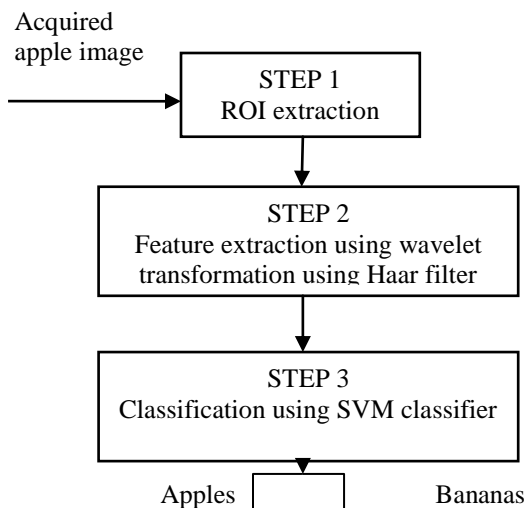 Acquired
apple image
STEP 1
ROI extraction
STEP 2
Feature extraction using wavelet
transformation using Haar filter
STEP 3
Classification using SVM classifier
Apples
Bananas